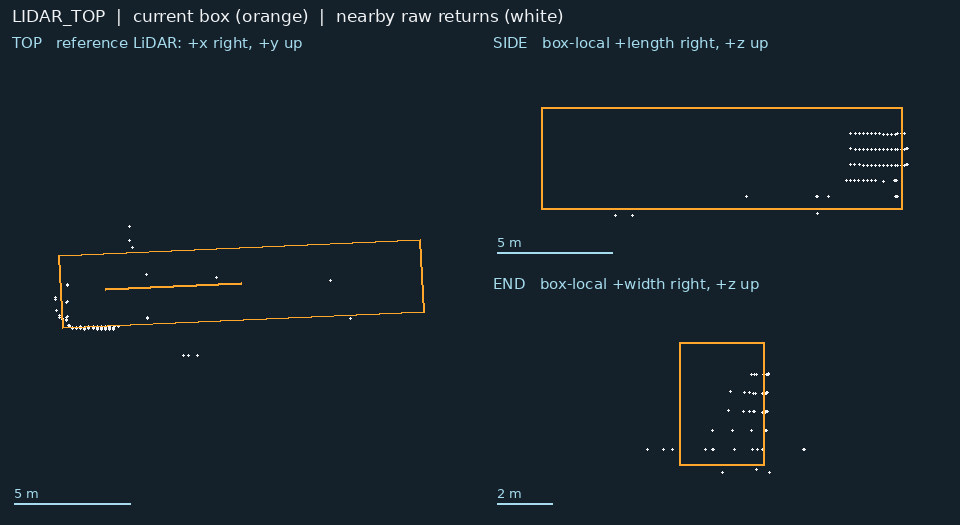 LIDAR_TOP | current box (orange) | nearby raw returns (white)
TOP reference LiDAR: +x right, +y up
SIDE box-local +length right, +z up
5 m
END box-local +width right, +z up
5 m
2 m